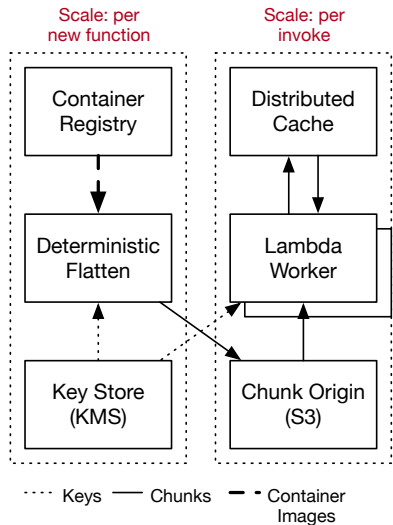 Scale: per
new function
Scale: per
invoke
Container
Registry
Distributed
Cache
Deterministic
Flatten
Lambda
Worker
Key Store
(KMS)
Chunk Origin
(S3)
Keys
Chunks
Container
Images